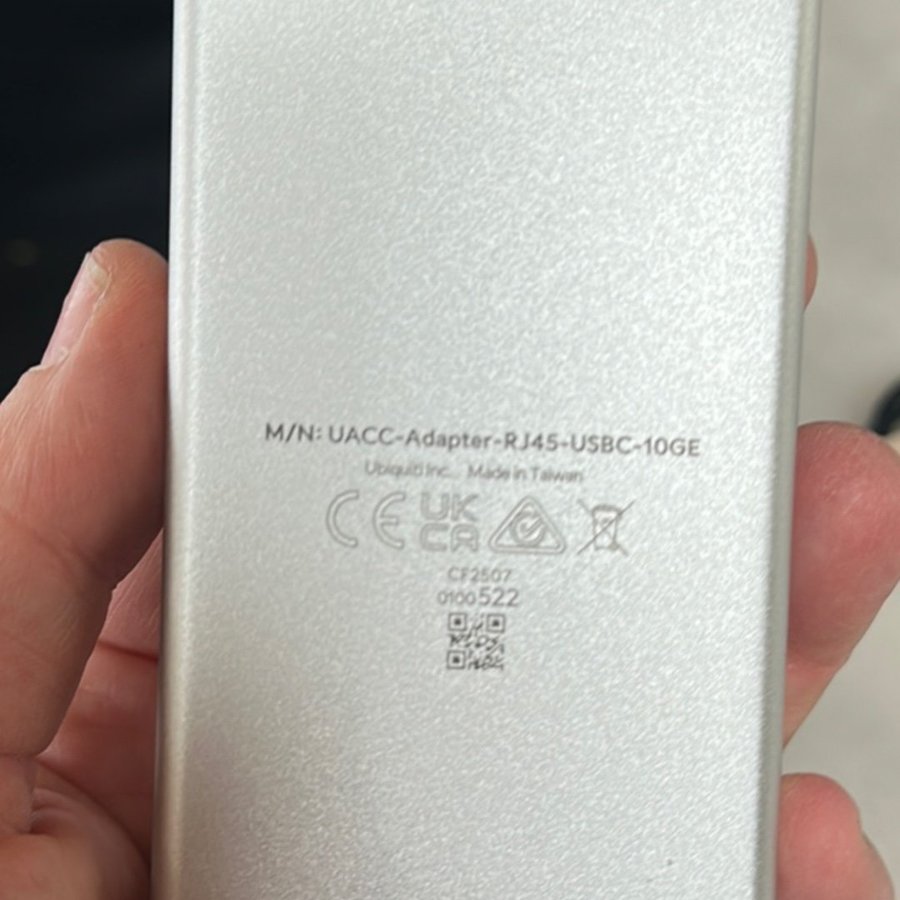 M/N: UACC-Adapter-RJ45-USBC-10GE
Ubiquiti Inc. Made in Taiwan
CE UK CA
CF2507
0100522